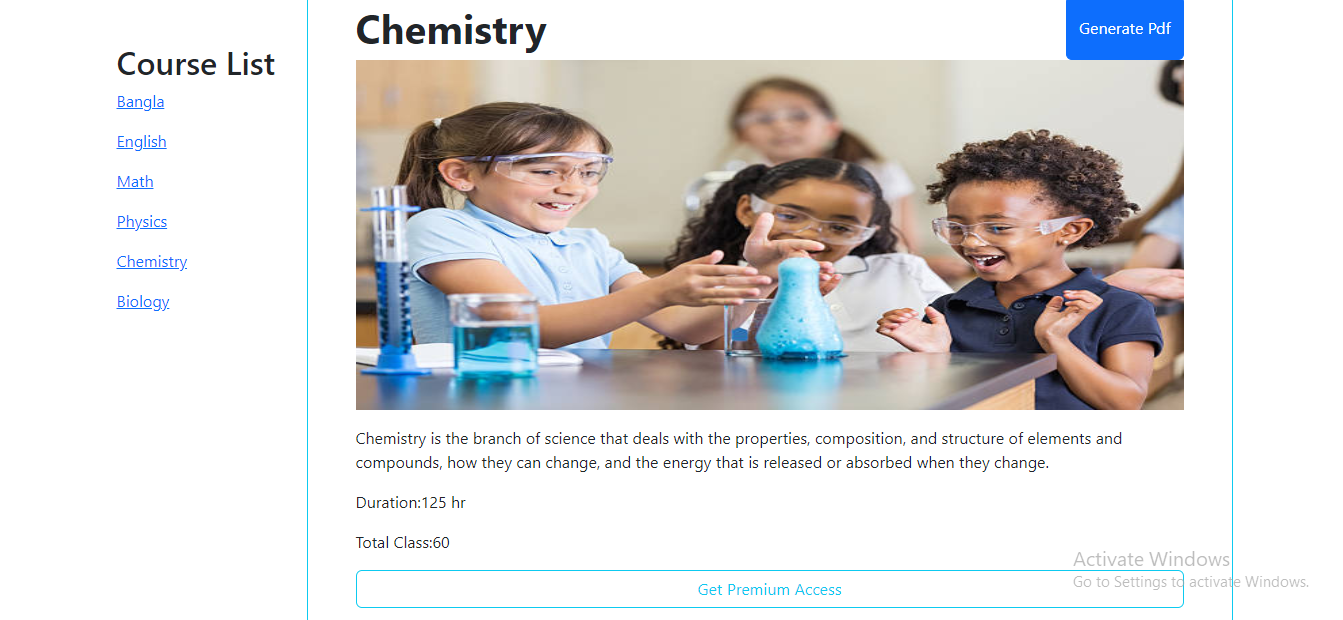 Course List
Bangla
English
Math
Physics
Chemistry
Biology
Chemistry
Generate Pdf
Chemistry is the branch of science that deals with the properties, composition, and structure of elements and
compounds, how they can change, and the energy that is released or absorbed when they change.
Duration:125 hr
Total Class:60
Get Premium Access
Activate Windows
Go to Settings to activate Windows.